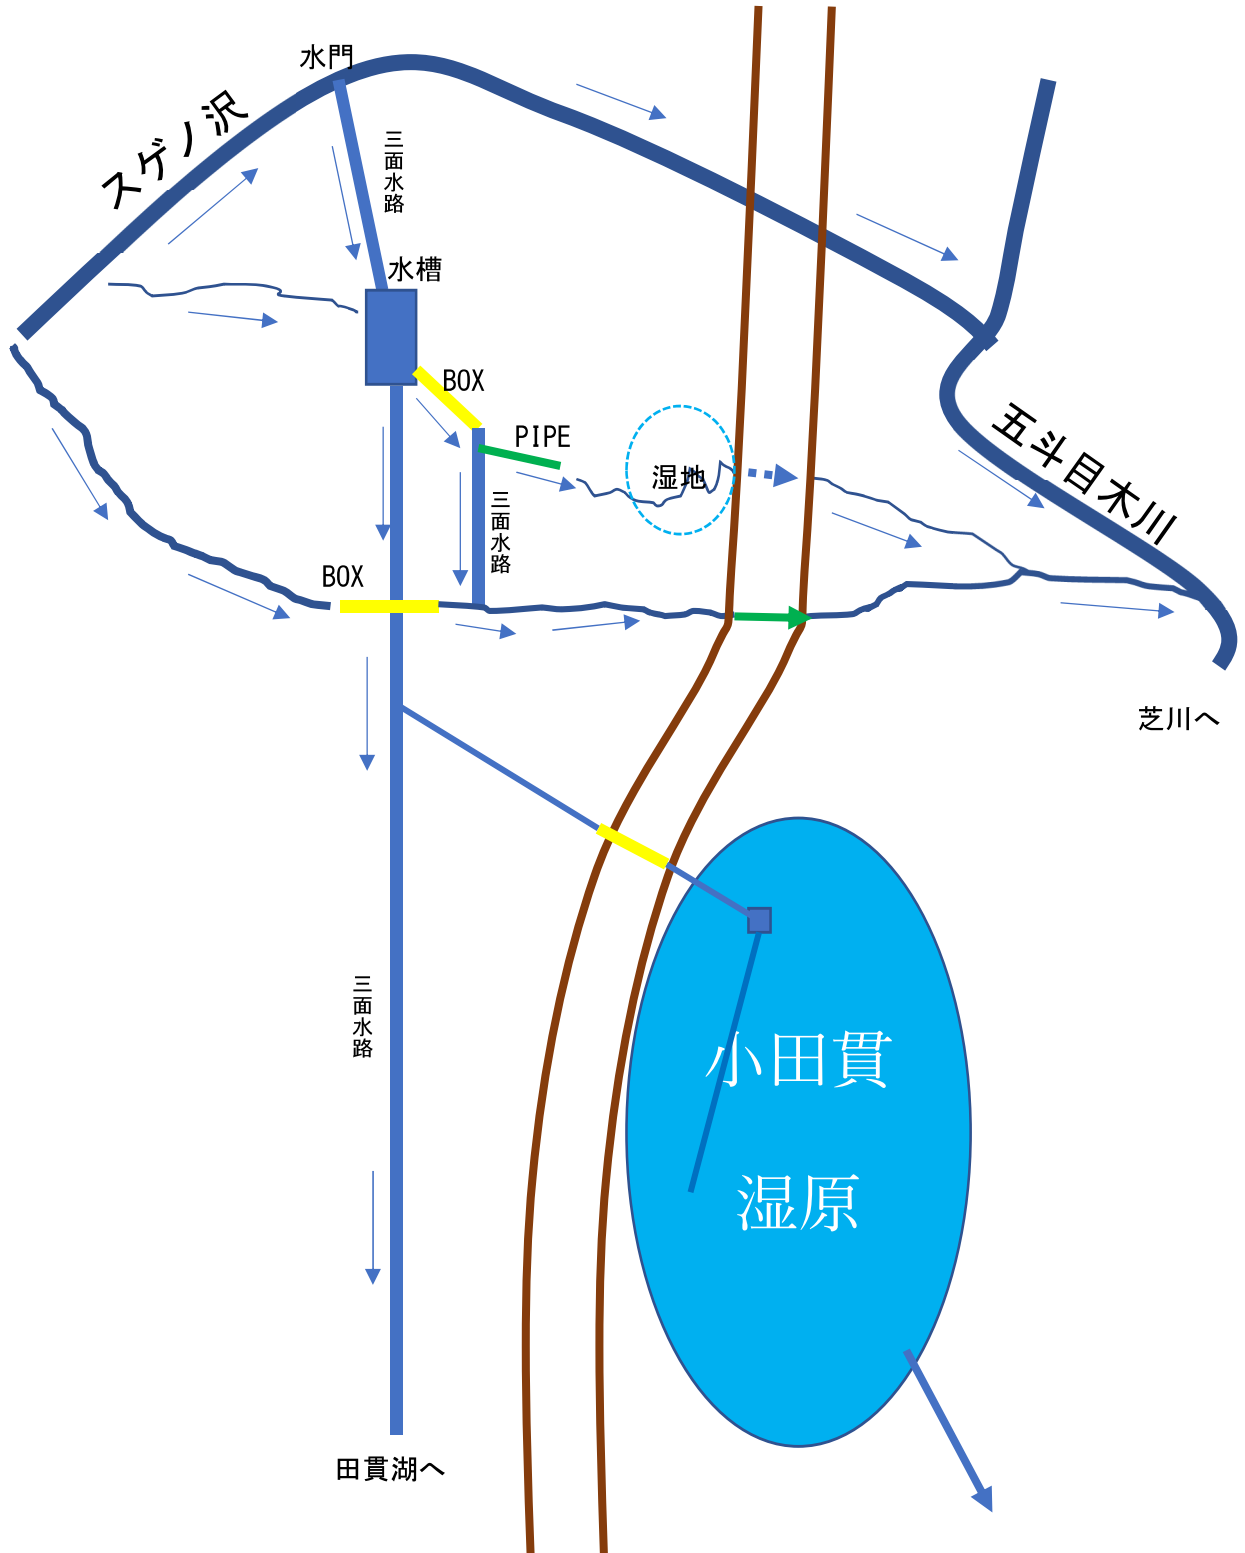 水門
スゲノ沢
三面水路
水槽
BOX
PIPE
湿地
三面水路
五斗目木川
BOX
芝川へ
三面水路
小田貫
湿原
田貫湖へ